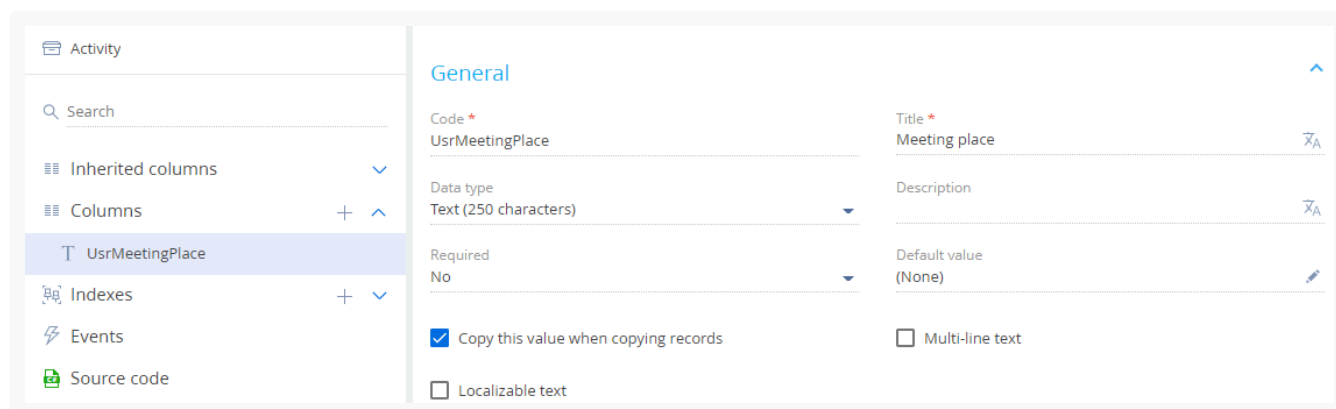 Activity
Search
Inherited columns
Columns
T UsrMeetingPlace
Indexes
Events
Source code
General
Code *
UsrMeetingPlace
Title *
Meeting place
Data type
Text (250 characters)
Description
Required
No
Default value
(None)
Copy this value when copying records
Multi-line text
Localizable text